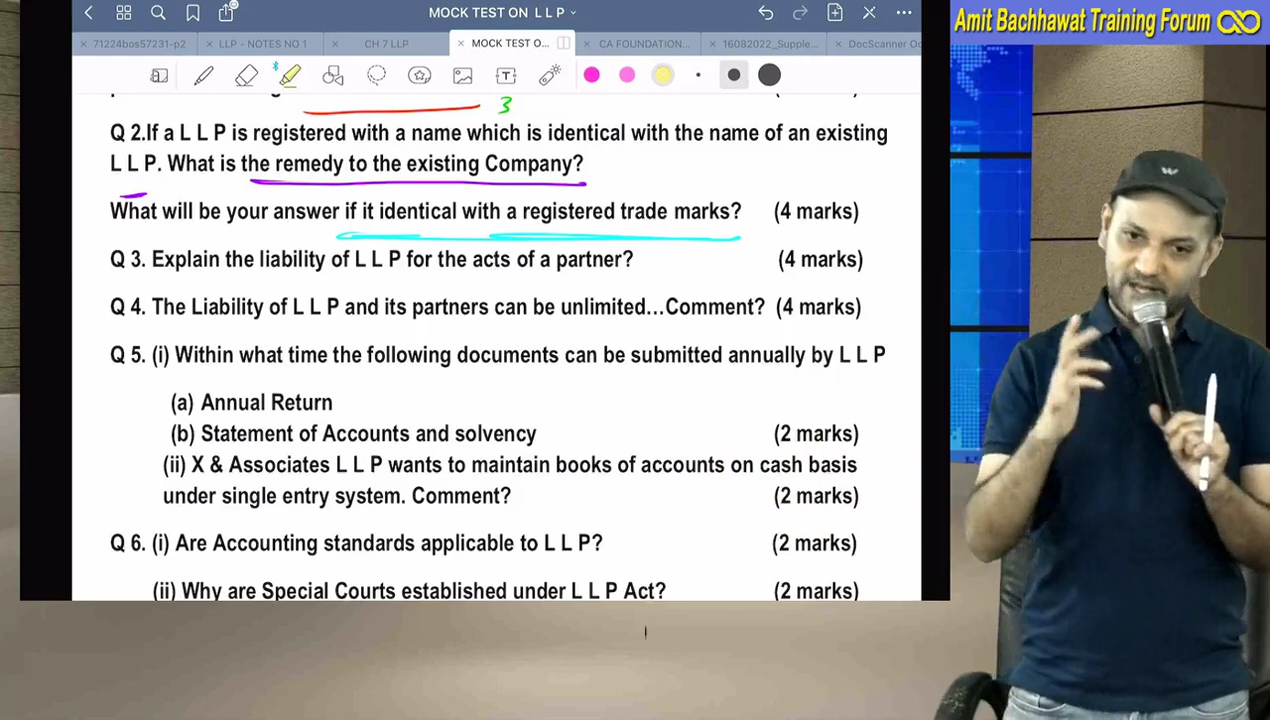 MOCK TEST ON L L P
Amit Bachhawat Training Forum
71224bos57231-p2
LLP - NOTES NO 1
CH 7 LLP
MOCK TEST O...
CA FOUNDATION...
16082022_Supple...
DocScanner Oc
3
Q 2.If a L L P is registered with a name which is identical with the name of an existing
L L P. What is the remedy to the existing Company?
What will be your answer if it identical with a registered trade marks? (4 marks)
Q 3. Explain the liability of L L P for the acts of a partner? (4 marks)
Q 4. The Liability of L L P and its partners can be unlimited...Comment? (4 marks)
Q 5. (i) Within what time the following documents can be submitted annually by L L P
(a) Annual Return
(b) Statement of Accounts and solvency (2 marks)
(ii) X & Associates L L P wants to maintain books of accounts on cash basis
under single entry system. Comment? (2 marks)
Q 6. (i) Are Accounting standards applicable to L L P? (2 marks)
(ii) Why are Special Courts established under L L P Act? (2 marks)